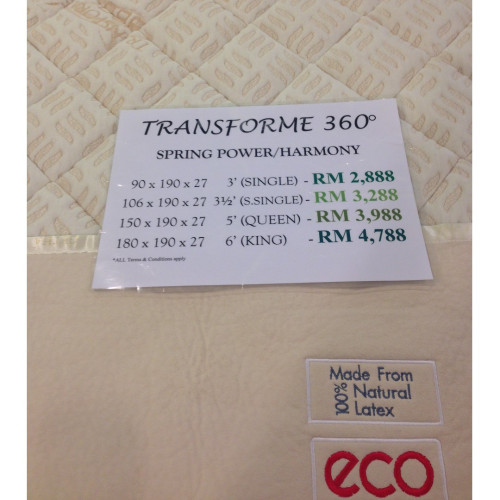 TRANSFORME 360°
SPRING POWER/HARMONY
90 x 190 x 27 3' (SINGLE) - RM 2,888
106 x 190 x 27 3½' (S.SINGLE) - RM 3,288
150 x 190 x 27 5' (QUEEN) - RM 3,988
180 x 190 x 27 6' (KING) - RM 4,788
*ALL Terms & Conditions apply
Made From
100% Natural
Latex
eco